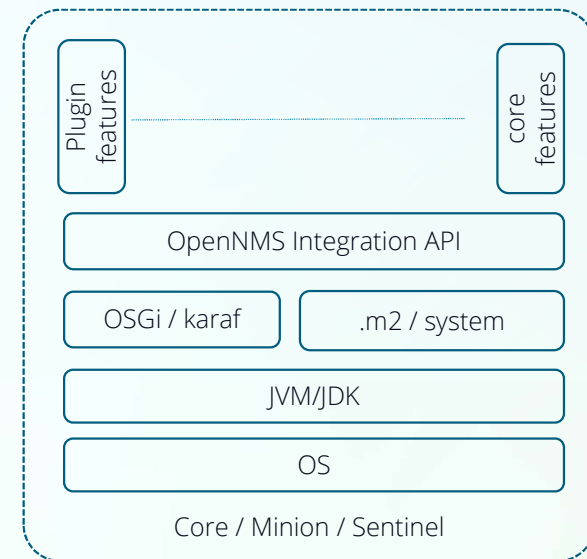 Plugin
features
core
features
OpenNMS Integration API
OSGi / karaf
.m2 / system
JVM/JDK
OS
Core / Minion / Sentinel